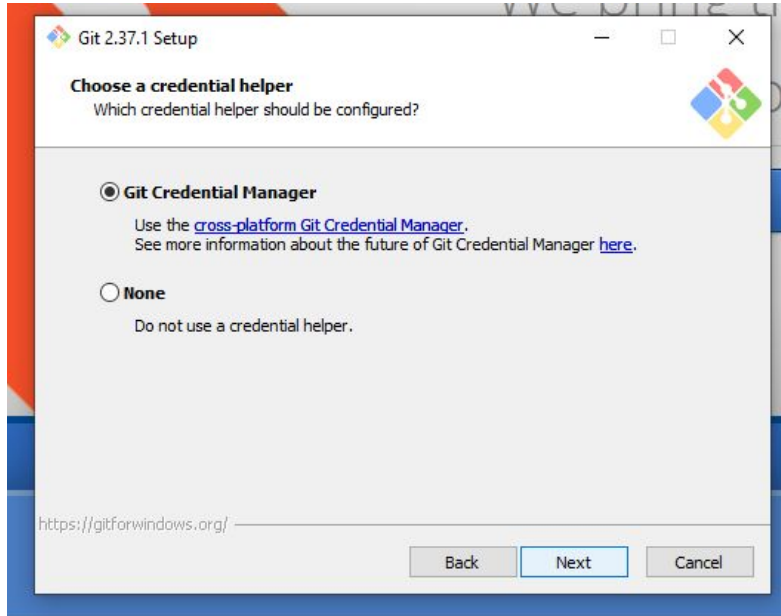 Git 2.37.1 Setup
Choose a credential helper
Which credential helper should be configured?
Git Credential Manager
Use the cross-platform Git Credential Manager.
See more information about the future of Git Credential Manager here.
None
Do not use a credential helper.
https://gitforwindows.org/
Back Next Cancel